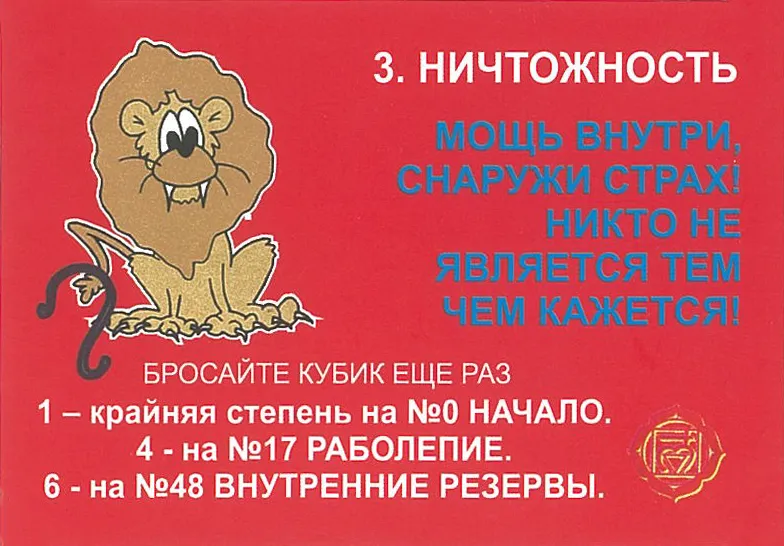 3. НИЧТОЖНОСТЬ
МОЩЬ ВНУТРИ,
СНАРУЖИ СТРАХ!
НИКТО НЕ
ЯВЛЯЕТСЯ ТЕМ
ЧЕМ КАЖЕТСЯ!
БРОСАЙТЕ КУБИК ЕЩЕ РАЗ
1 – крайняя степень на №0 НАЧАЛО.
4 - на №17 РАБОЛЕПИЕ.
6 - на №48 ВНУТРЕННИЕ РЕЗЕРВЫ.